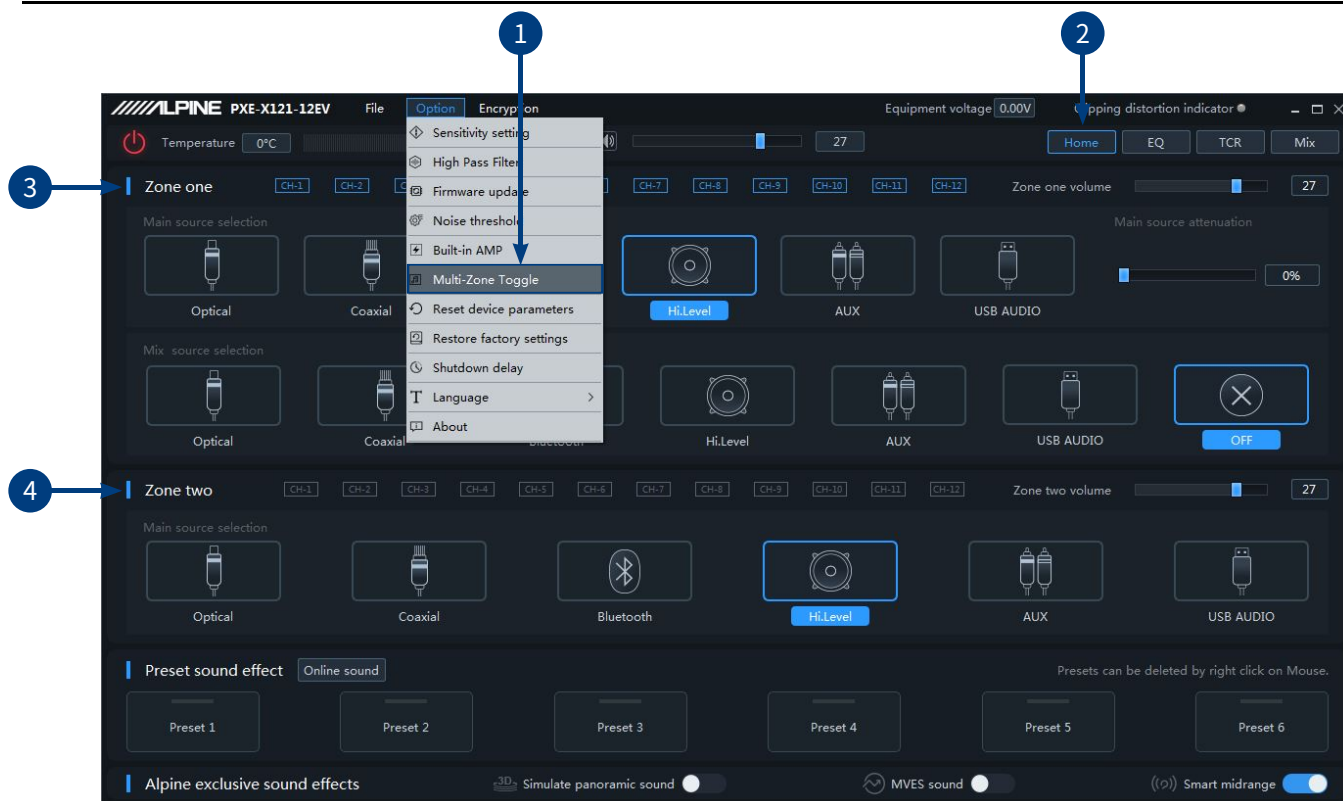 1
2
ALPINE PXE-X121-12EV File Option Encryption Equipment voltage 0.00V Clipping distortion indicator
Temperature 0°C 27 Home EQ TCR Mix
Sensitivity setting
High Pass Filter
Firmware update
Noise threshold
Built-in AMP
Multi-Zone Toggle
Reset device parameters
Restore factory settings
Shutdown delay
Language
About
3
Zone one CH-1 CH-2 CH-7 CH-8 CH-9 CH-10 CH-11 CH-12 Zone one volume 27
Main source selection Main source attenuation
0%
Optical Coaxial Hi.Level AUX USB AUDIO
Mix source selection
Optical Coaxial Bluetooth Hi.Level AUX USB AUDIO OFF
4
Zone two CH-1 CH-2 CH-3 CH-4 CH-5 CH-6 CH-7 CH-8 CH-9 CH-10 CH-11 CH-12 Zone two volume 27
Main source selection
Optical Coaxial Bluetooth Hi.Level AUX USB AUDIO
Preset sound effect Online sound Presets can be deleted by right click on Mouse.
Preset 1 Preset 2 Preset 3 Preset 4 Preset 5 Preset 6
Alpine exclusive sound effects 3D Simulate panoramic sound MVES sound Smart midrange